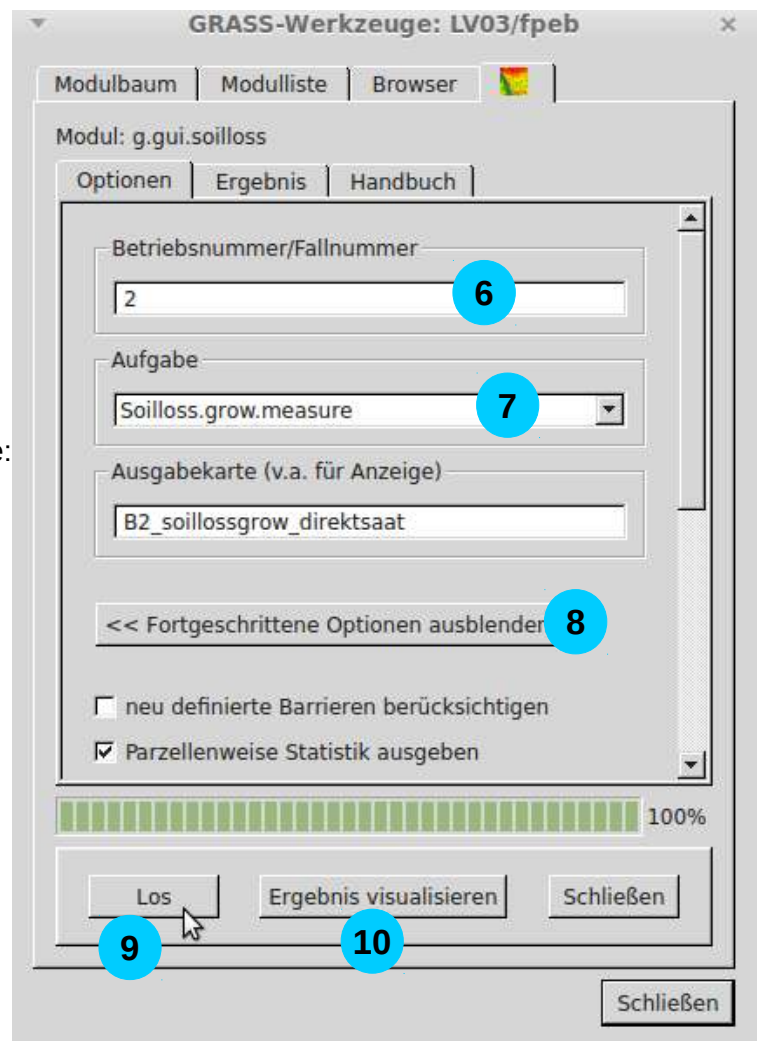 GRASS-Werkzeuge: LV03/fpeb
Modulbaum Modulliste Browser
Modul: g.gui.soilloss
Optionen Ergebnis Handbuch
Betriebsnummer/Fallnummer
2 6
Aufgabe
Soilloss.grow.measure 7
e:
Ausgabekarte (v.a. für Anzeige)
B2_soillossgrow_direktsaat
<< Fortgeschrittene Optionen ausblenden 8
neu definierte Barrieren berücksichtigen
Parzellenweise Statistik ausgeben
100%
Los Ergebnis visualisieren Schließen
9 10
Schließen